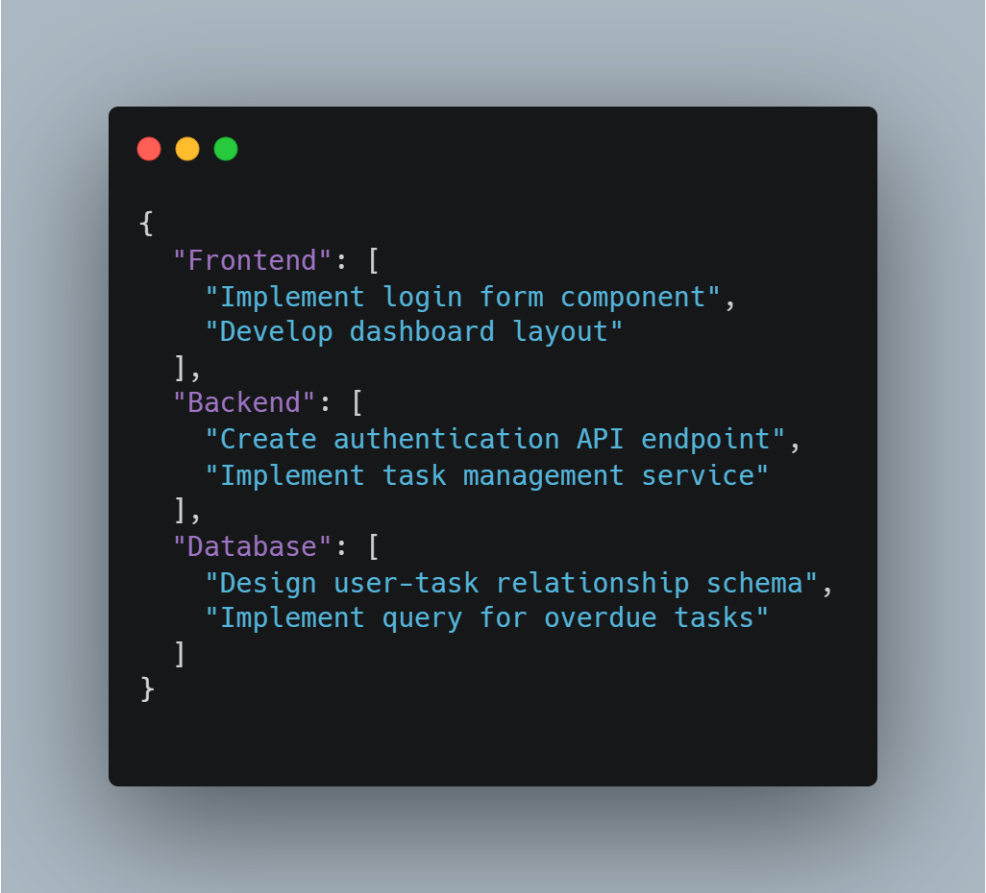 {
  "Frontend": [
    "Implement login form component",
    "Develop dashboard layout"
  ],
  "Backend": [
    "Create authentication API endpoint",
    "Implement task management service"
  ],
  "Database": [
    "Design user-task relationship schema",
    "Implement query for overdue tasks"
  ]
}